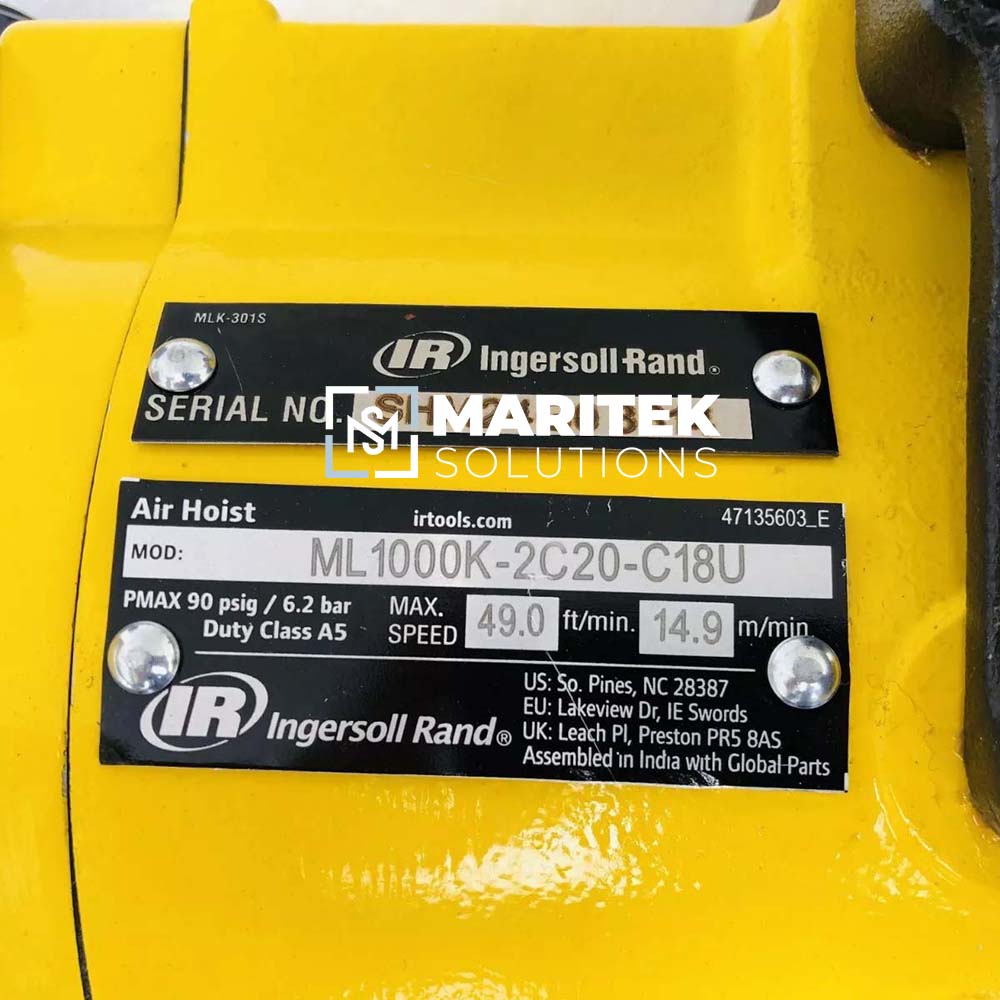 MLK-301S
IR Ingersoll Rand®
SERIAL NO.
MARITEK
SOLUTIONS
Air Hoist irtools.com 47135603_E
MOD: ML1000K-2C20-C18U
PMAX 90 psig / 6.2 bar
Duty Class A5
MAX. SPEED 49.0 ft/min. 14.9 m/min
IR Ingersoll Rand®
US: So. Pines, NC 28387
EU: Lakeview Dr, IE Swords
UK: Leach Pl, Preston PR5 8AS
Assembled in India with Global Parts